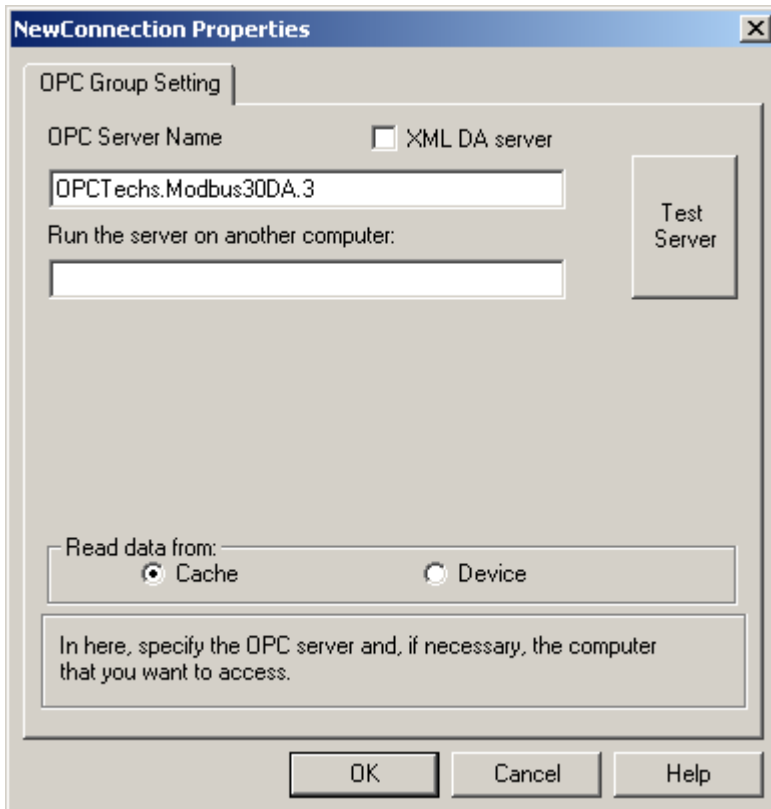 NewConnection Properties
OPC Group Setting
OPC Server Name
XML DA server
OPCTechs.Modbus30DA.3
Test
Server
Run the server on another computer:
Read data from:
Cache
Device
In here, specify the OPC server and, if necessary, the computer
that you want to access.
OK
Cancel
Help